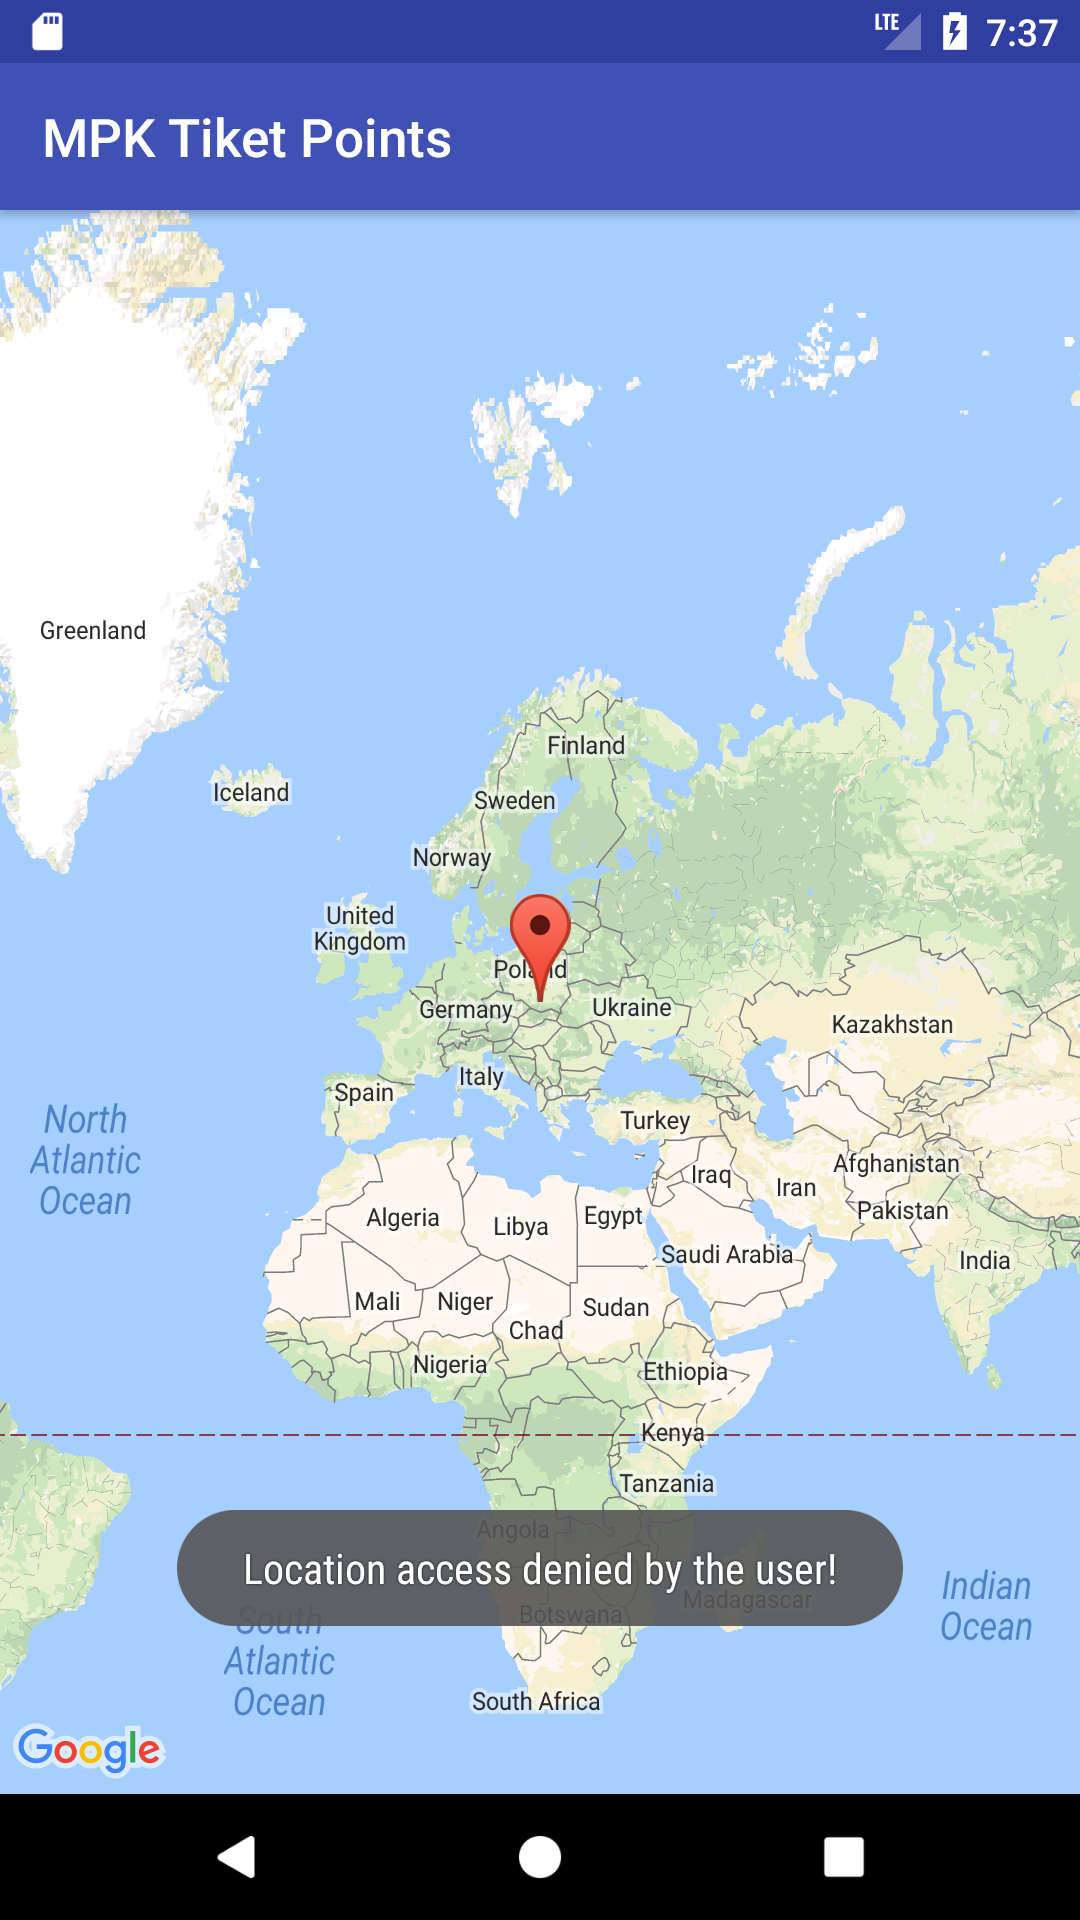 LTE 7:37
MPK Tiket Points
Greenland
Finland
Iceland
Sweden
Norway
United
Kingdom
Poland
Germany
Ukraine
Kazakhstan
Italy
Spain
North
Atlantic
Ocean
Turkey
Afghanistan
Iraq
Iran
Pakistan
Algeria
Libya
Egypt
Saudi Arabia
India
Mali
Niger
Sudan
Chad
Nigeria
Ethiopia
Kenya
Tanzania
Angola
Location access denied by the user!
Madagascar
Botswana
Indian
Ocean
South
Atlantic
Ocean
South Africa
Google